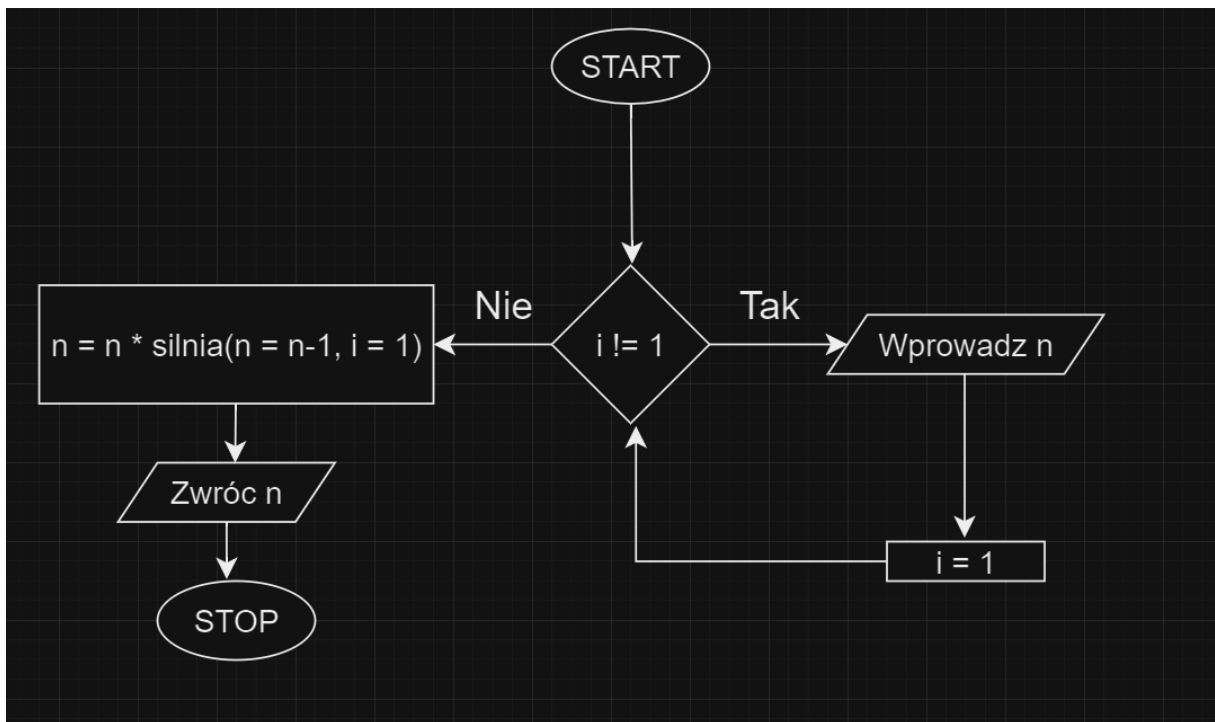 START
Nie
Tak
n = n * silnia(n = n-1, i = 1)
i != 1
Wprowadz n
Zwróc n
i = 1
STOP